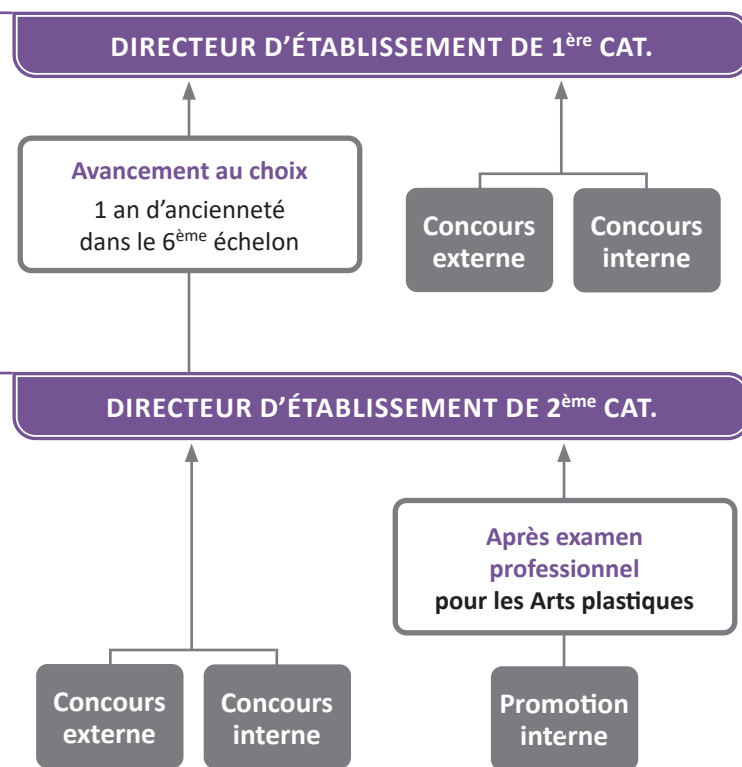 DIRECTEUR D'ÉTABLISSEMENT DE 1ère CAT.
Avancement au choix
1 an d'ancienneté
dans le 6ème échelon
Concours
externe
Concours
interne
DIRECTEUR D'ÉTABLISSEMENT DE 2ème CAT.
Après examen
professionnel
pour les Arts plastiques
Concours
externe
Concours
interne
Promotion
interne